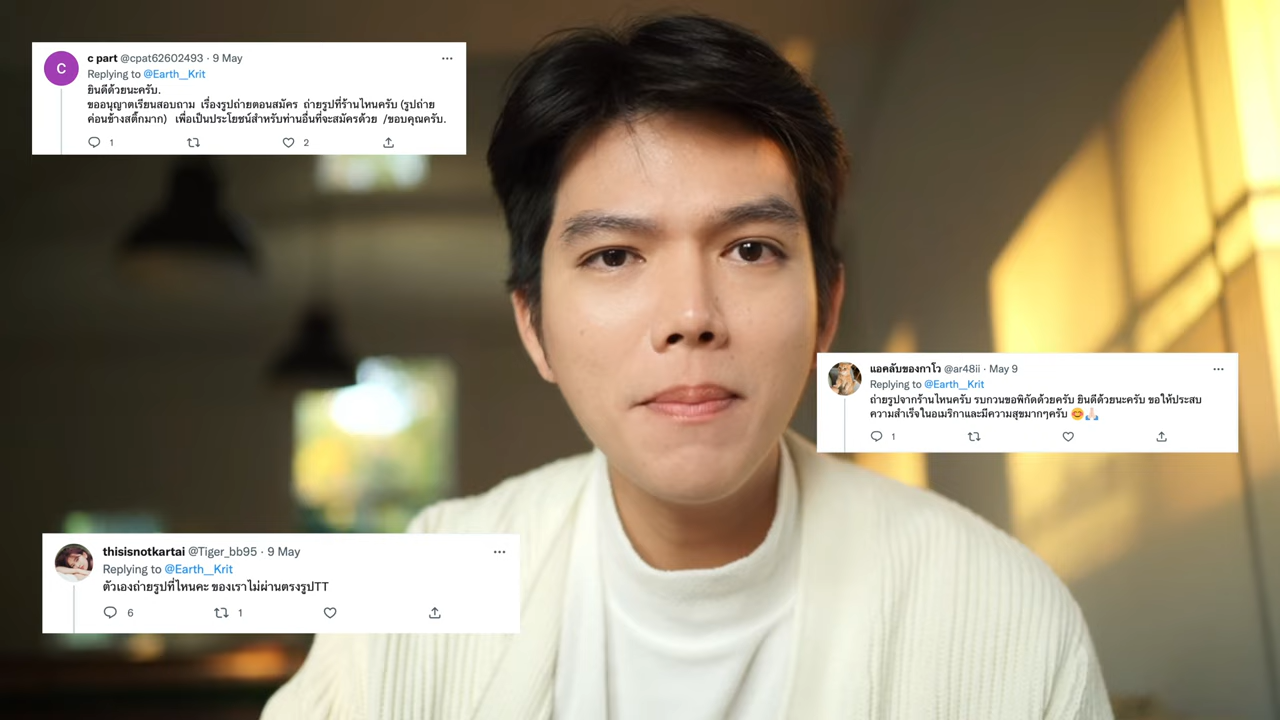 C
c part @cpat62602493 · 9 May
Replying to @Earth__Krit
ยินดีด้วยนะครับ.
ขออนุญาตเรียนสอบถาม เรื่องรูปถ่ายตอนสมัคร ถ่ายรูปที่ร้านไหนครับ (รูปถ่าย
ค่อนข้างสติ๊กมาก) เพื่อเป็นประโยชน์สำหรับท่านอื่นที่จะสมัครด้วย /ขอบคุณครับ.
1 2
แอคลับของกาโว @ar48ii · May 9
Replying to @Earth__Krit
ถ่ายรูปจากร้านไหนครับ รบกวนขอพิกัดด้วยครับ ยินดีด้วยนะครับ ขอให้ประสบ
ความสำเร็จในอเมริกาและมีความสุขมากๆครับ 😊🙏🏻
1
thisisnotkartai @Tiger_bb95 · 9 May
Replying to @Earth__Krit
ตัวเองถ่ายรูปที่ไหนคะ ของเราไม่ผ่านตรงรูปTT
6 1